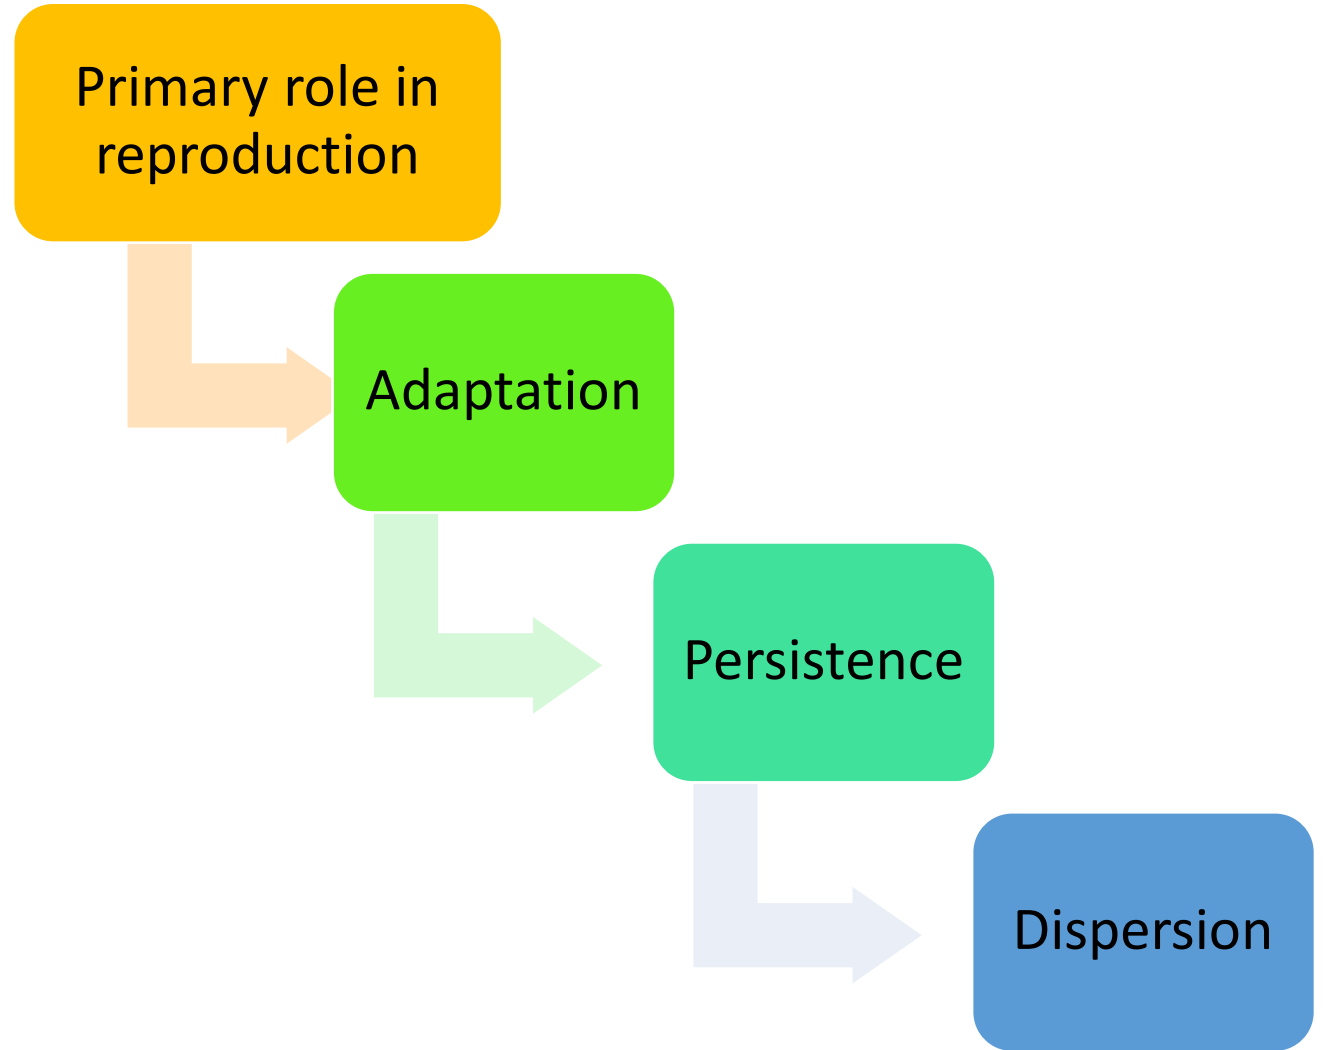 Primary role in
reproduction
Adaptation
Persistence
Dispersion